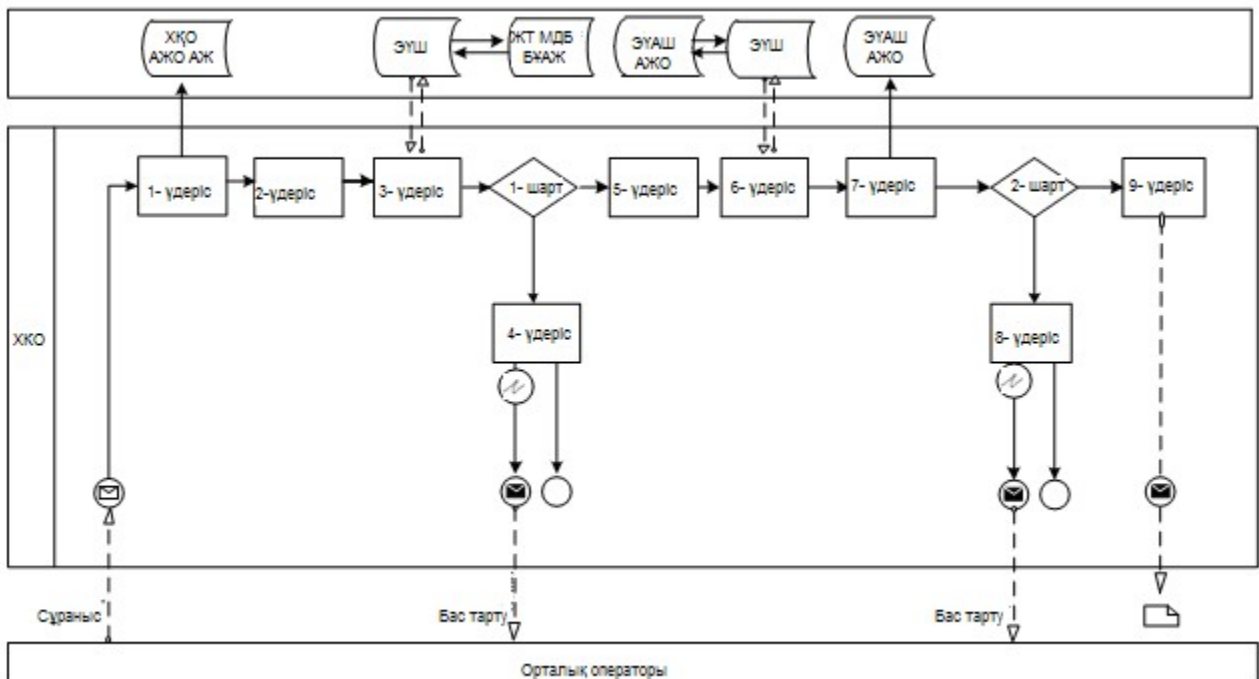 ХҚО
АЖО АЖ
ЭҮШ
ЖТ МДБ
БҰАЖ
ЭҮАШ
АЖО
ЭҮШ
ЭҮАШ
АЖО
1- үдеріс
2-үдеріс
3- үдеріс
1- шарт
5- үдеріс
6- үдеріс
7- үдеріс
2- шарт
9- үдеріс
4- үдеріс
8- үдеріс
ХКО
Сұраныс
Бас тарту
Бас тарту
Орталық операторы